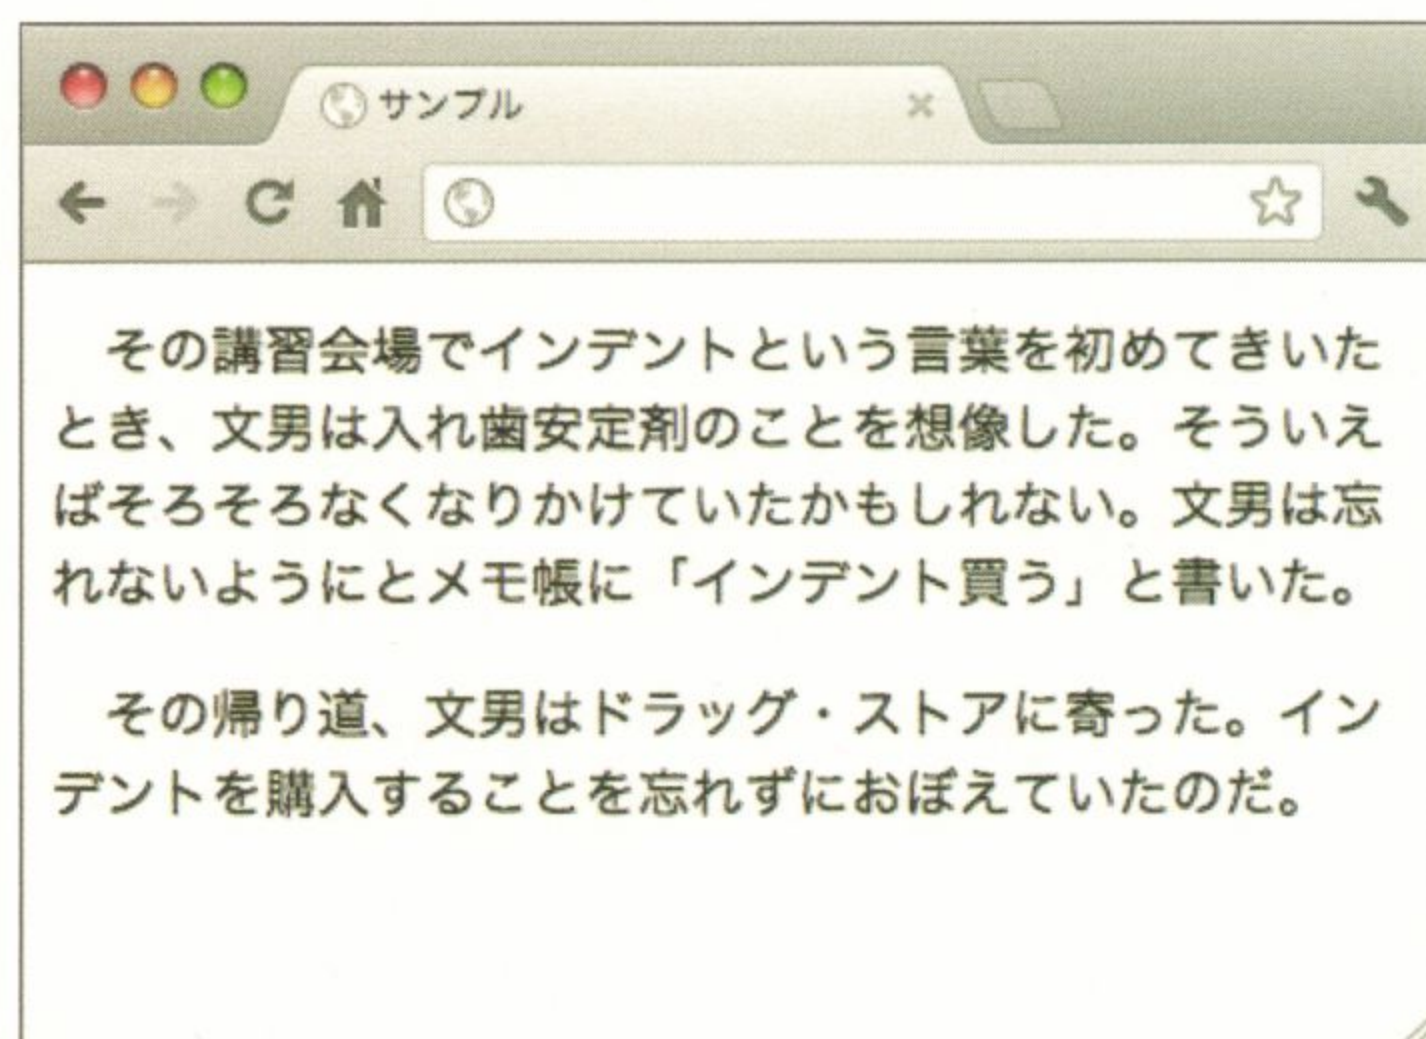 サンプル
　その講習会場でインデントという言葉を初めてきいた
とき、文男は入れ歯安定剤のことを想像した。そういえ
ばそろそろなくなりかけていたかもしれない。文男は忘
れないようにとメモ帳に「インデント買う」と書いた。
　その帰り道、文男はドラッグ・ストアに寄った。イン
デントを購入することを忘れずにおぼえていたのだ。